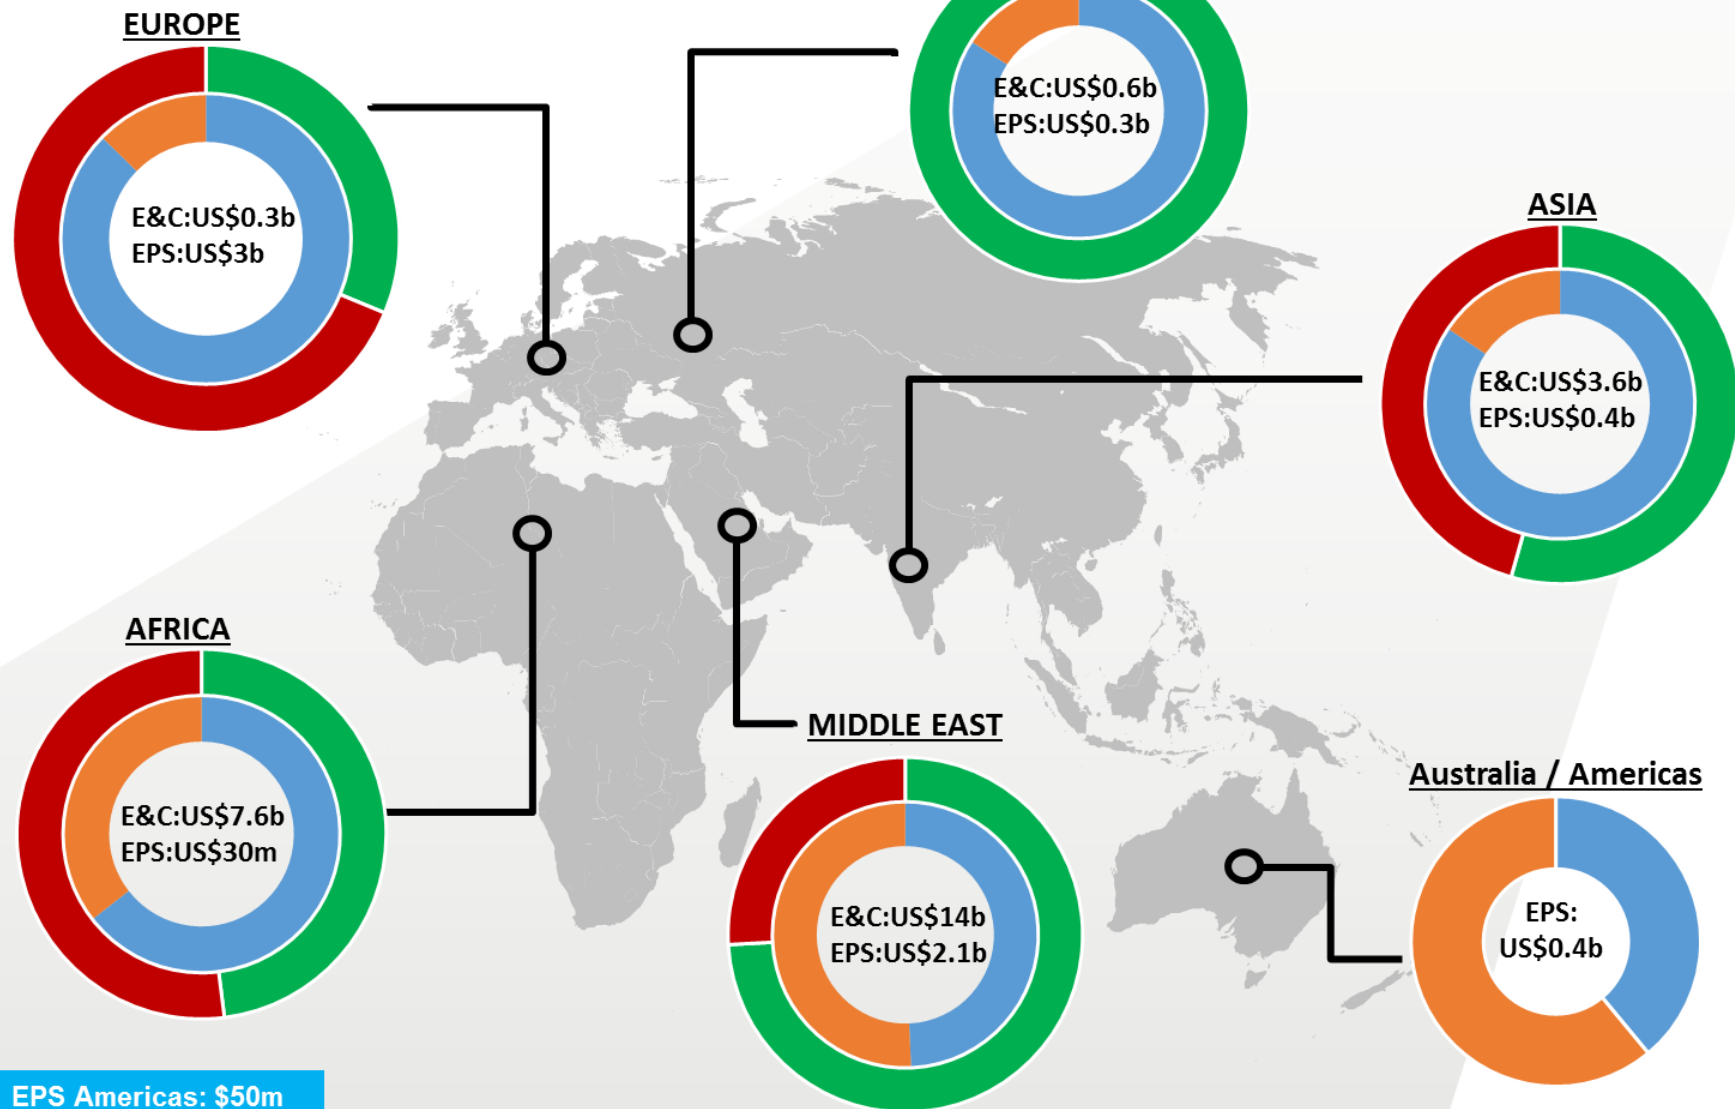 EUROPE
E&C:US$0.3b
EPS:US$3b
E&C:US$0.6b
EPS:US$0.3b
ASIA
E&C:US$3.6b
EPS:US$0.4b
AFRICA
E&C:US$7.6b
EPS:US$30m
MIDDLE EAST
E&C:US$14b
EPS:US$2.1b
Australia / Americas
EPS:
US$0.4b
EPS Americas: $50m